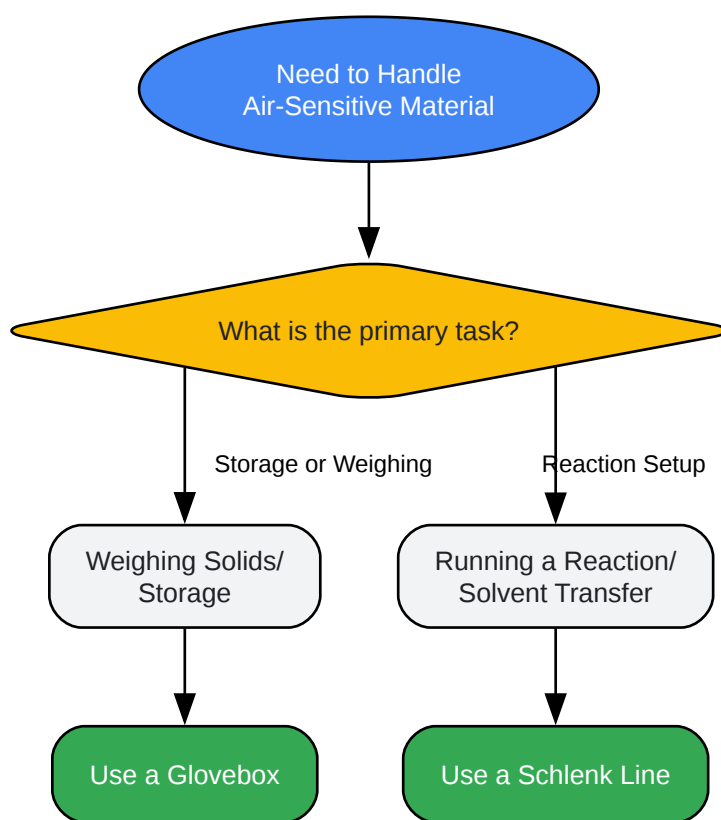 Need to Handle
Air-Sensitive Material
What is the primary task?
Storage or Weighing
Reaction Setup
Weighing Solids/
Storage
Running a Reaction/
Solvent Transfer
Use a Glovebox
Use a Schlenk Line